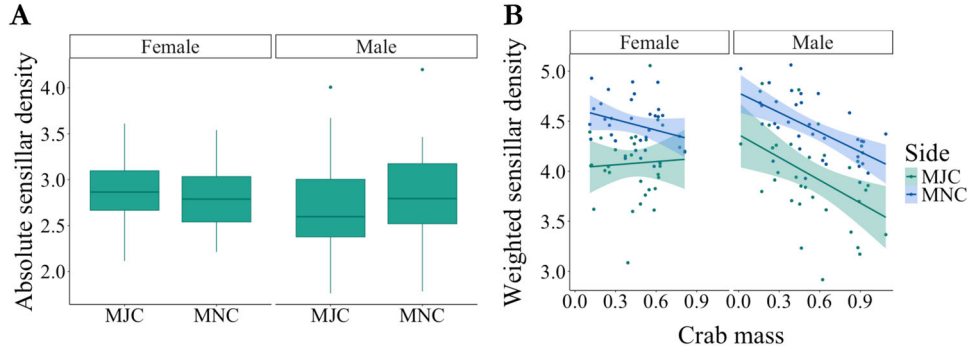 A
Female
Male
Absolute sensillar density
4.0
3.5
3.0
2.5
2.0
MJC
MNC
MJC
MNC
B
Female
Male
Weighted sensillar density
5.0
4.5
4.0
3.5
3.0
0.0 0.3 0.6 0.9
0.0 0.3 0.6 0.9
Crab mass
Side
MJC
MNC